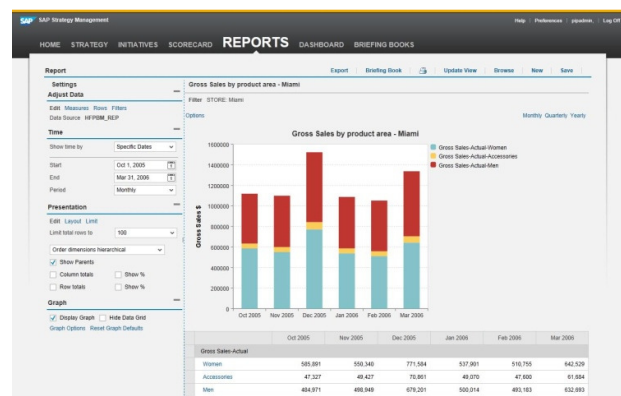 SAP SAP Strategy Management
Help Preferences pipadmin, Log Off
HOME STRATEGY INITIATIVES SCORECARD REPORTS DASHBOARD BRIEFING BOOKS
Report
Export Briefing Book Update View Browse New Save
Settings
Adjust Data
Edit Measures Rows Filters
Data Source HFPBM_REP
Time
Show time by Specific Dates
Start Oct 1, 2005
End Mar 31, 2006
Period Monthly
Presentation
Edit Layout Limit
Limit total rows to 100
Order dimensions hierarchical
Show Parents
Column totals Show %
Row totals Show %
Graph
Display Graph Hide Data Grid
Graph Options Reset Graph Defaults
Gross Sales by product area - Miami
Filter STORE: Miami
Options
Monthly Quarterly Yearly
Gross Sales by product area - Miami
Gross Sales $
1600000
1400000
1200000
1000000
800000
600000
400000
200000
0
Oct 2005 Nov 2005 Dec 2005 Jan 2006 Feb 2006 Mar 2006
Gross Sales-Actual-Women
Gross Sales-Actual-Accessories
Gross Sales-Actual-Men
Oct 2005 Nov 2005 Dec 2005 Jan 2006 Feb 2006 Mar 2006
Gross Sales-Actual
Women 585,891 550,340 771,584 537,901 510,755 642,529
Accessories 47,327 49,427 70,861 49,070 47,600 61,684
Men 484,971 498,949 679,201 500,014 493,183 632,693